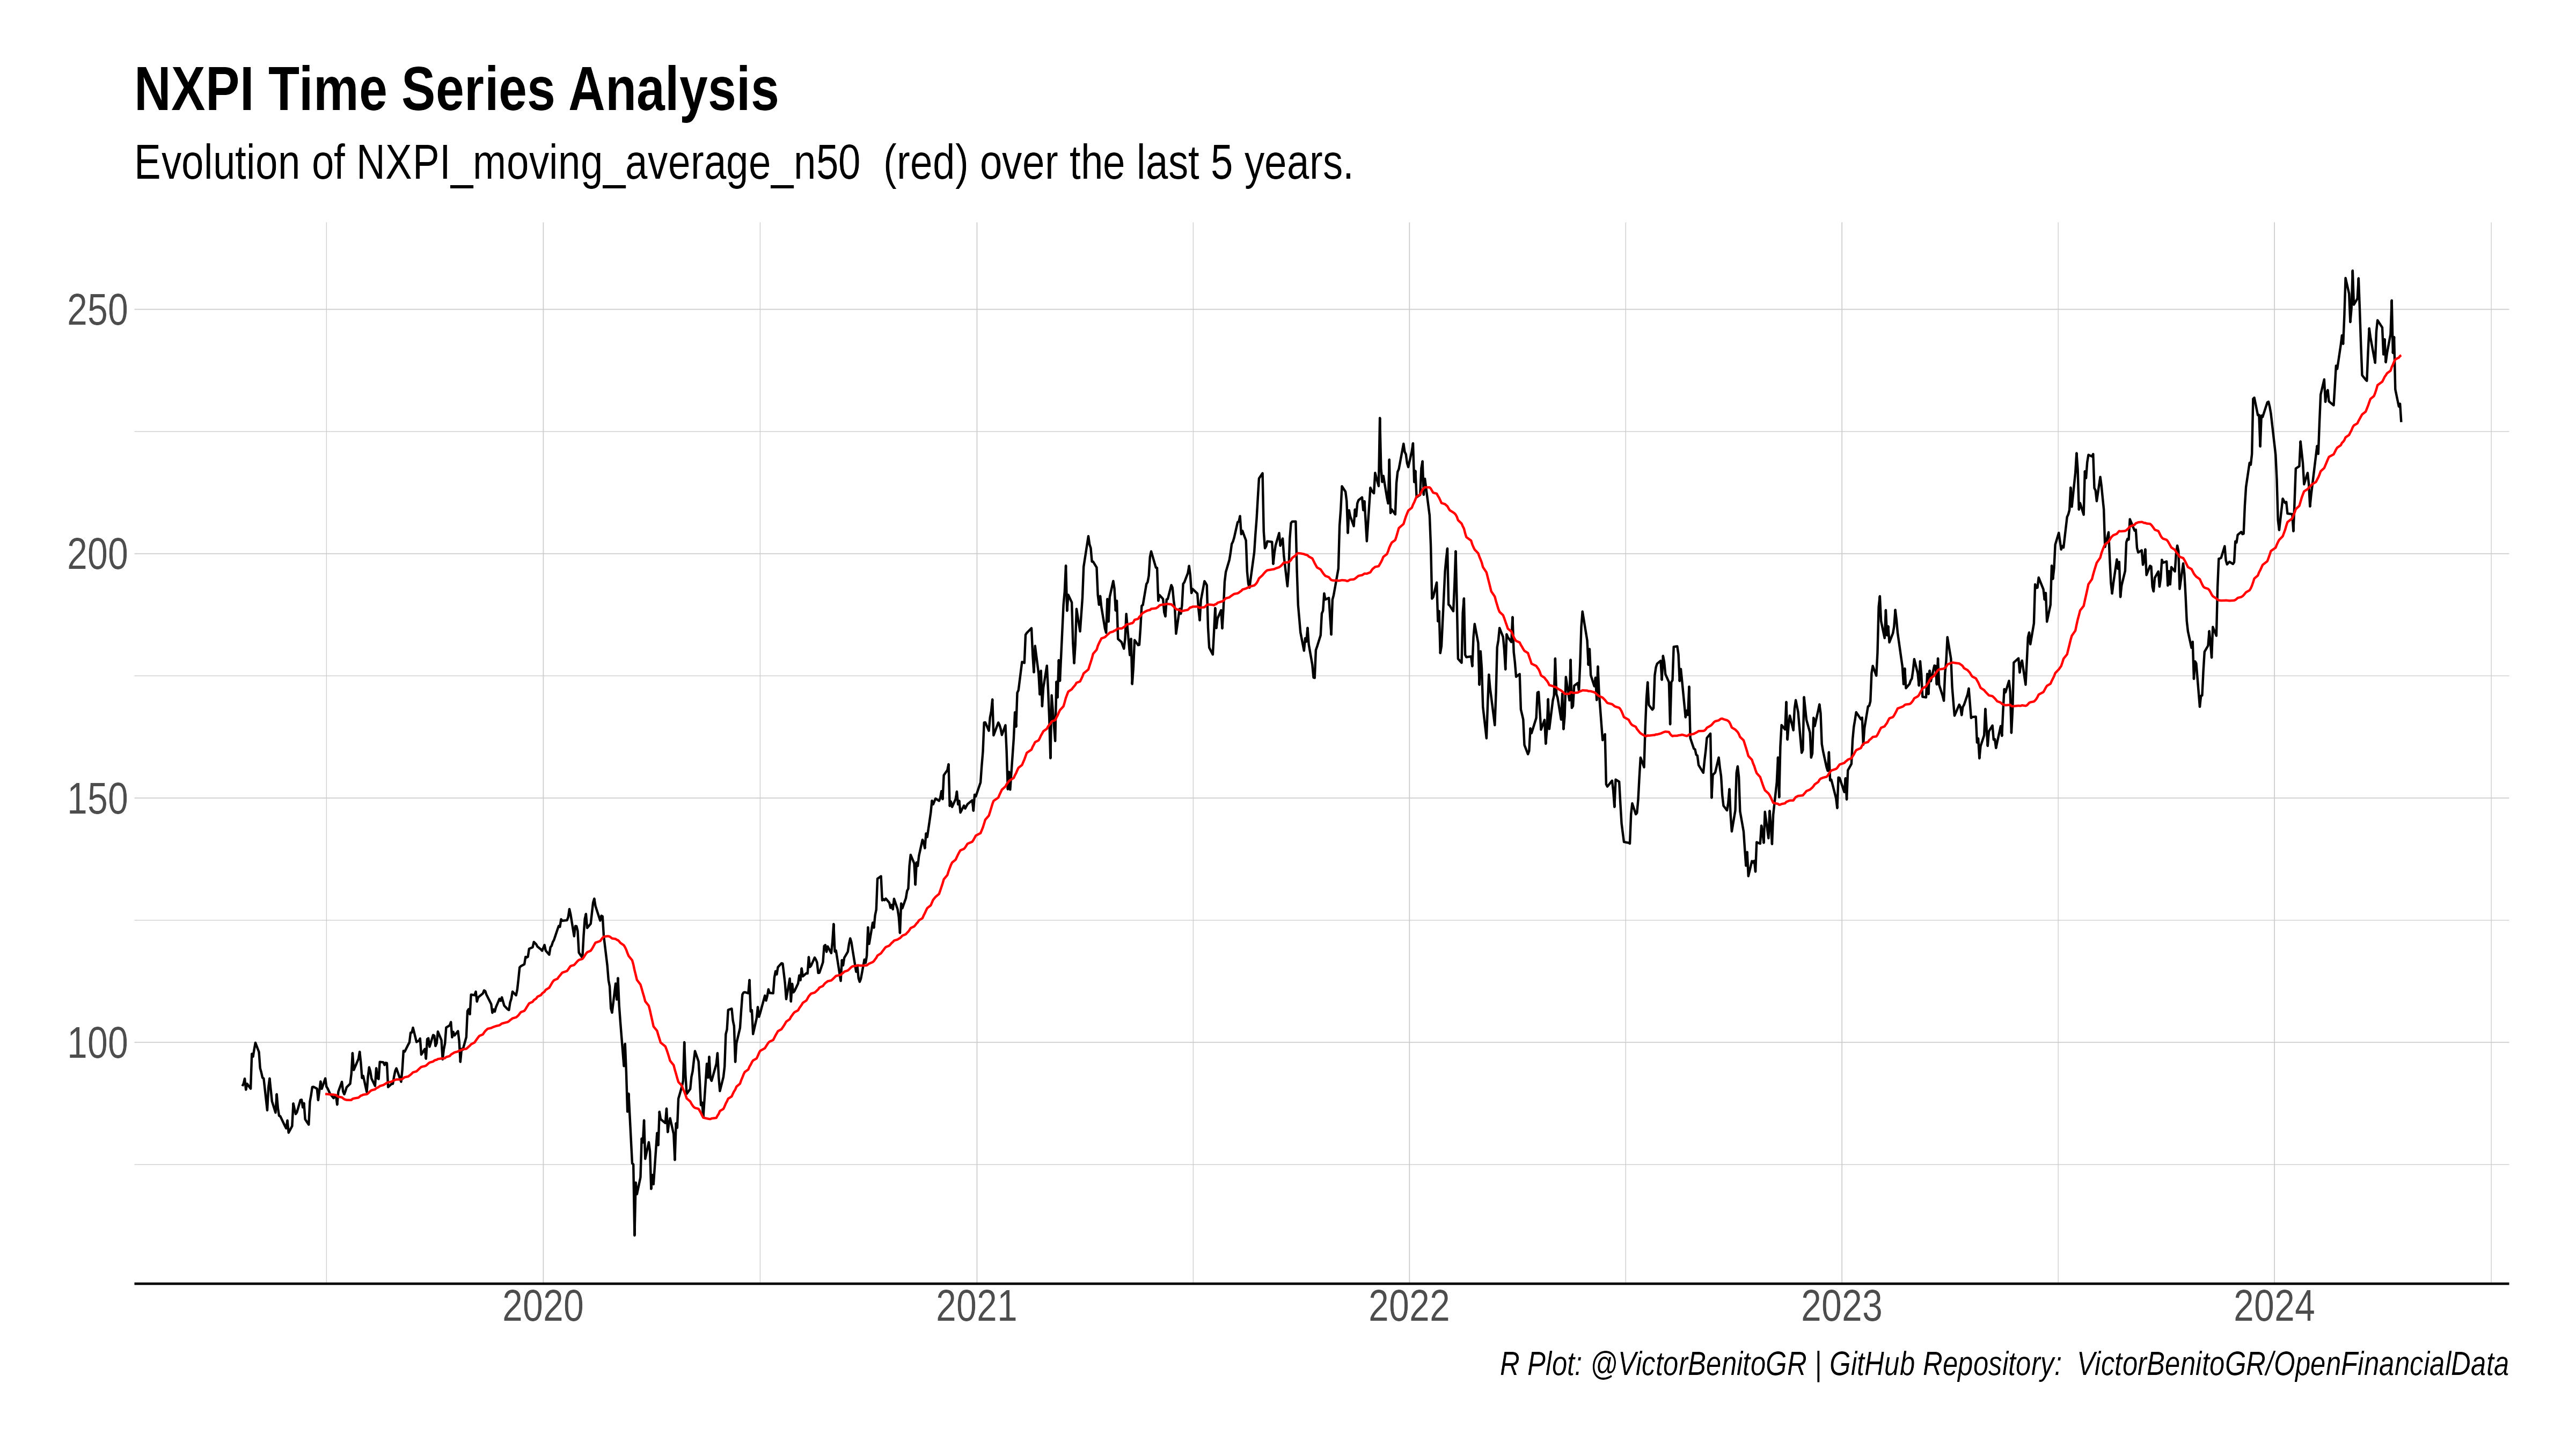 NXPI Time Series Analysis
Evolution of NXPI_moving_average_n50  (red) over the last 5 years.
250
200
150
100
2020 2021 2022 2023 2024
R Plot: @VictorBenitoGR | GitHub Repository:  VictorBenitoGR/OpenFinancialData